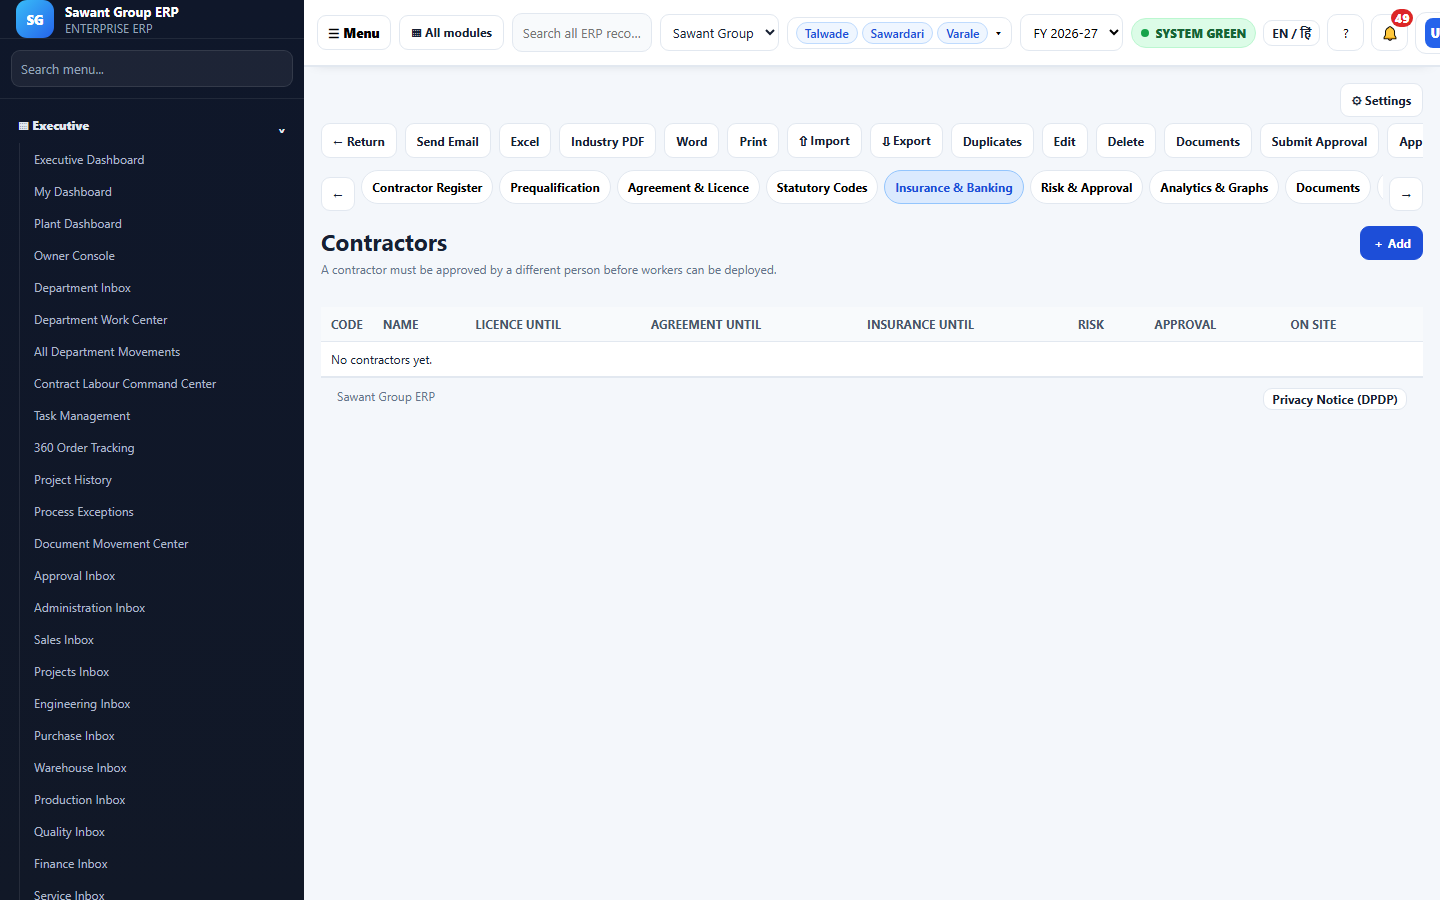 SG
Sawant Group ERP
ENTERPRISE ERP
Search menu...
Executive
Executive Dashboard
My Dashboard
Plant Dashboard
Owner Console
Department Inbox
Department Work Center
All Department Movements
Contract Labour Command Center
Task Management
360 Order Tracking
Project History
Process Exceptions
Document Movement Center
Approval Inbox
Administration Inbox
Sales Inbox
Projects Inbox
Engineering Inbox
Purchase Inbox
Warehouse Inbox
Production Inbox
Quality Inbox
Finance Inbox
Service Inbox
☰ Menu All modules Search all ERP reco... Sawant Group Talwade Sawardari Varale FY 2026-27 SYSTEM GREEN EN / हिं ? 49 U
⚙ Settings
← Return Send Email Excel Industry PDF Word Print ⇧ Import ⇩ Export Duplicates Edit Delete Documents Submit Approval App
← Contractor Register Prequalification Agreement & Licence Statutory Codes Insurance & Banking Risk & Approval Analytics & Graphs Documents →
Contractors
+ Add
A contractor must be approved by a different person before workers can be deployed.
CODE NAME LICENCE UNTIL AGREEMENT UNTIL INSURANCE UNTIL RISK APPROVAL ON SITE
No contractors yet.
Sawant Group ERP
Privacy Notice (DPDP)